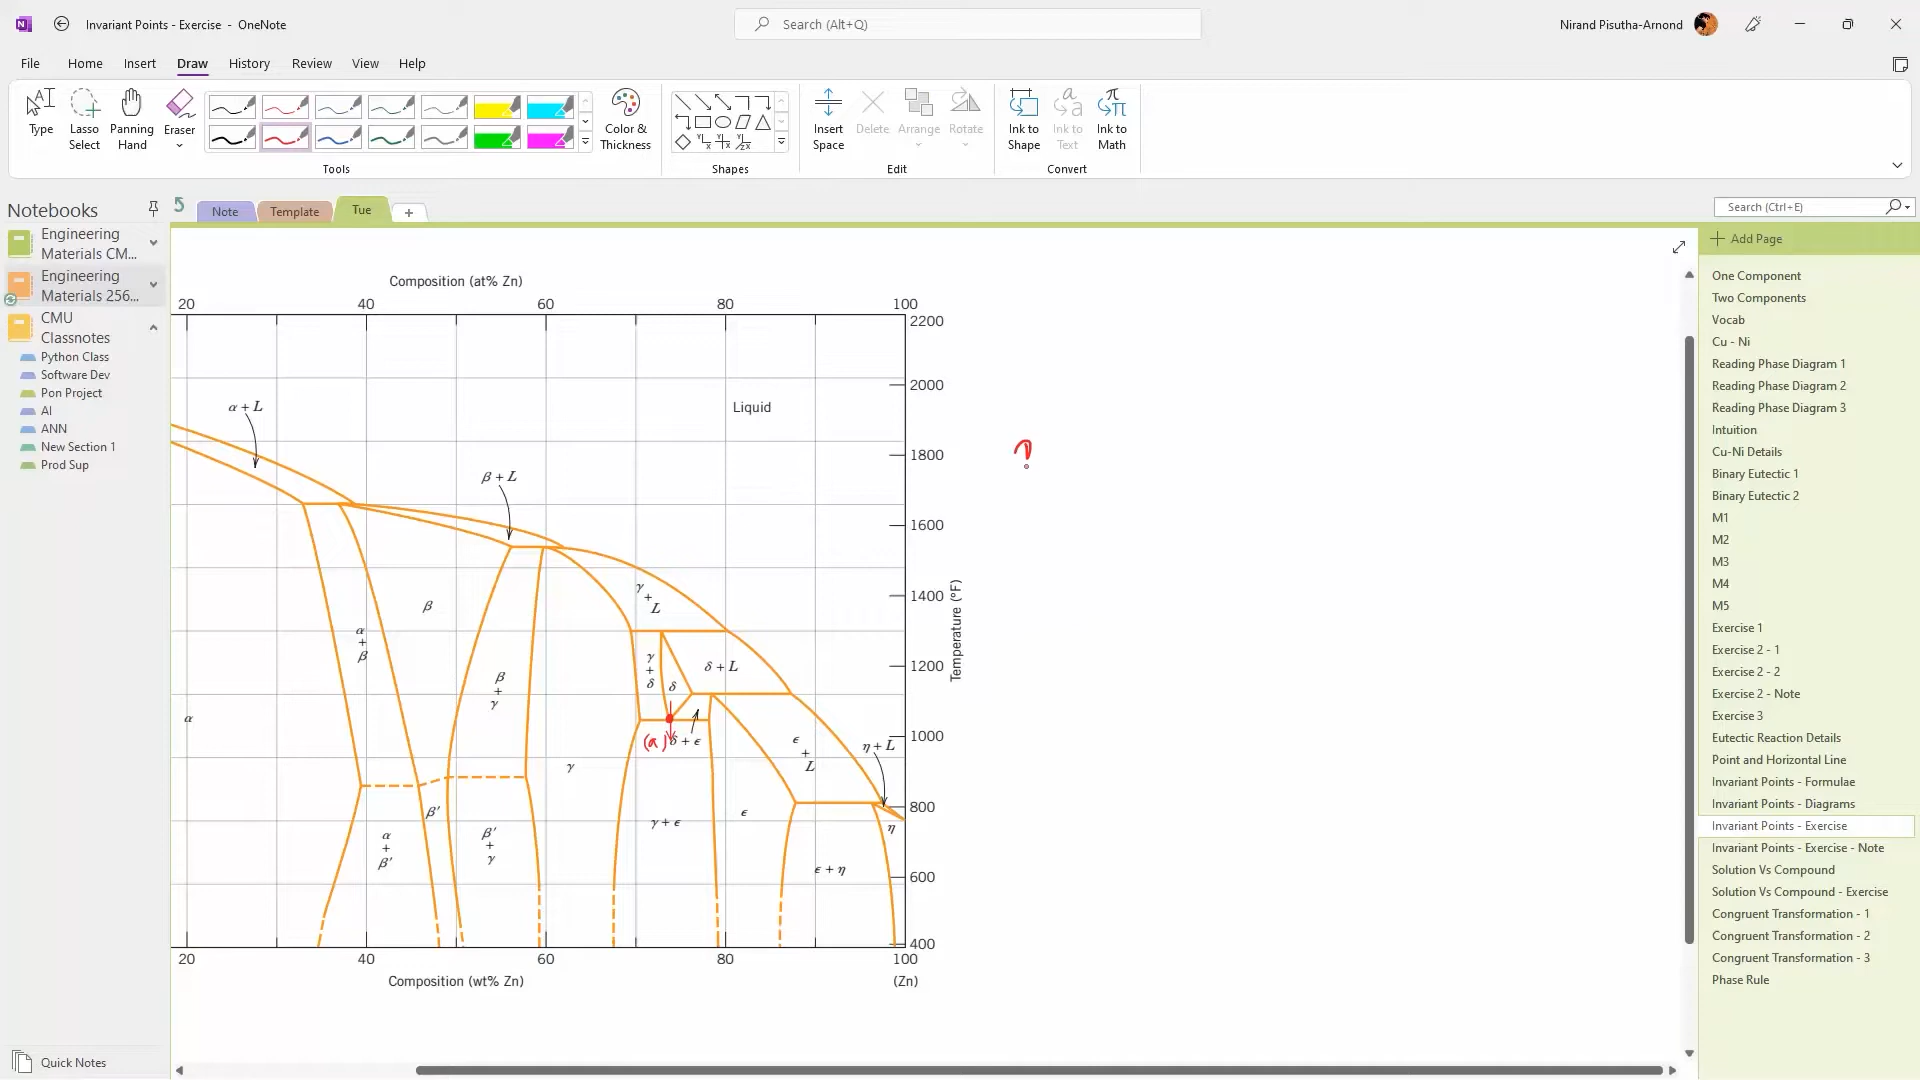 Invariant Points - Exercise - OneNote
Search (Alt+Q)
Nirand Pisutha-Arnond
File Home Insert Draw History Review View Help
Type
Lasso Select
Panning Hand
Eraser
Color & Thickness
Insert Space
Delete
Arrange
Rotate
Ink to Shape
Ink to Text
Ink to Math
Tools
Shapes
Edit
Convert
Notebooks
Note Template Tue
Search (Ctrl+E)
Engineering Materials CM...
Engineering Materials 256...
CMU Classnotes
Python Class
Software Dev
Pon Project
AI
ANN
New Section 1
Prod Sup
Quick Notes
Composition (at% Zn)
20 40 60 80 100
2200
2000
1800
1600
1400
1200
1000
800
600
400
Temperature (°F)
Liquid
α + L
β + L
γ + L
β
α + β
β + γ
γ + δ
δ
δ + L
α
(a)
δ + ϵ
ϵ + L
η + L
γ
β′
α + β′
β′ + γ
γ + ϵ
ϵ
η
ϵ + η
20 40 60 80 100
Composition (wt% Zn)
(Zn)
Add Page
One Component
Two Components
Vocab
Cu - Ni
Reading Phase Diagram 1
Reading Phase Diagram 2
Reading Phase Diagram 3
Intuition
Cu-Ni Details
Binary Eutectic 1
Binary Eutectic 2
M1
M2
M3
M4
M5
Exercise 1
Exercise 2 - 1
Exercise 2 - 2
Exercise 2 - Note
Exercise 3
Eutectic Reaction Details
Point and Horizontal Line
Invariant Points - Formulae
Invariant Points - Diagrams
Invariant Points - Exercise
Invariant Points - Exercise - Note
Solution Vs Compound
Solution Vs Compound - Exercise
Congruent Transformation - 1
Congruent Transformation - 2
Congruent Transformation - 3
Phase Rule